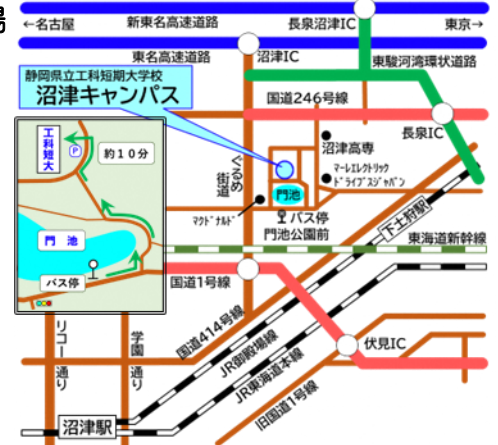 場
←名古屋
新東名高速道路
長泉沼津IC
東京→
東名高速道路
沼津IC
東駿河湾環状道路
静岡県立工科短期大学校
沼津キャンパス
国道246号線
長泉IC
工科短大
P
約10分
沼津高専
ぐるめ街道
マーレエレクトリック
ドライブスジャパン
門池
マクドナルド
バス停
門池公園前
下土狩駅
門池
東海道新幹線
バス停
国道1号線
国道414号線
リコー通り
学園通り
JR御殿場線
JR東海道本線
旧国道1号線
伏見IC
沼津駅